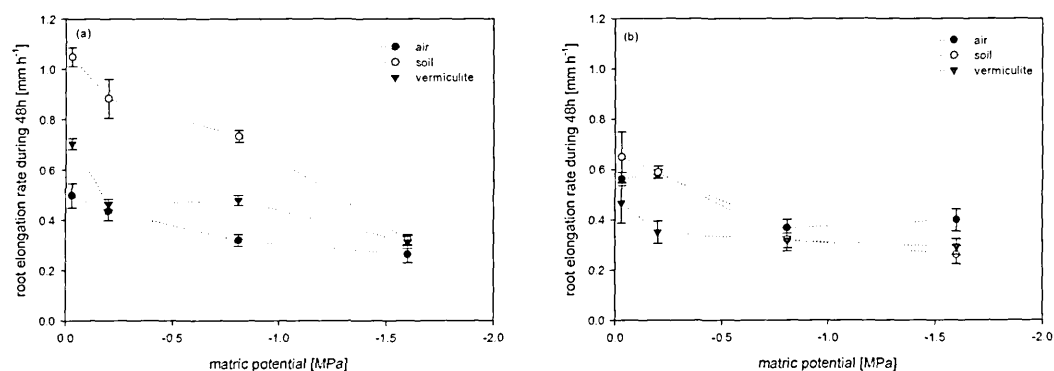 (a)
air
soil
vermiculite
root elongation rate during 48h [mm h⁻¹]
1.2
1.0
0.8
0.6
0.4
0.2
0.0
0.0 -0.5 -1.0 -1.5 -2.0
matric potential [MPa]
(b)
air
soil
vermiculite
root elongation rate during 48h [mm h⁻¹]
1.2
1.0
0.8
0.6
0.4
0.2
0.0
0.0 -0.5 -1.0 -1.5 -2.0
matric potential [MPa]